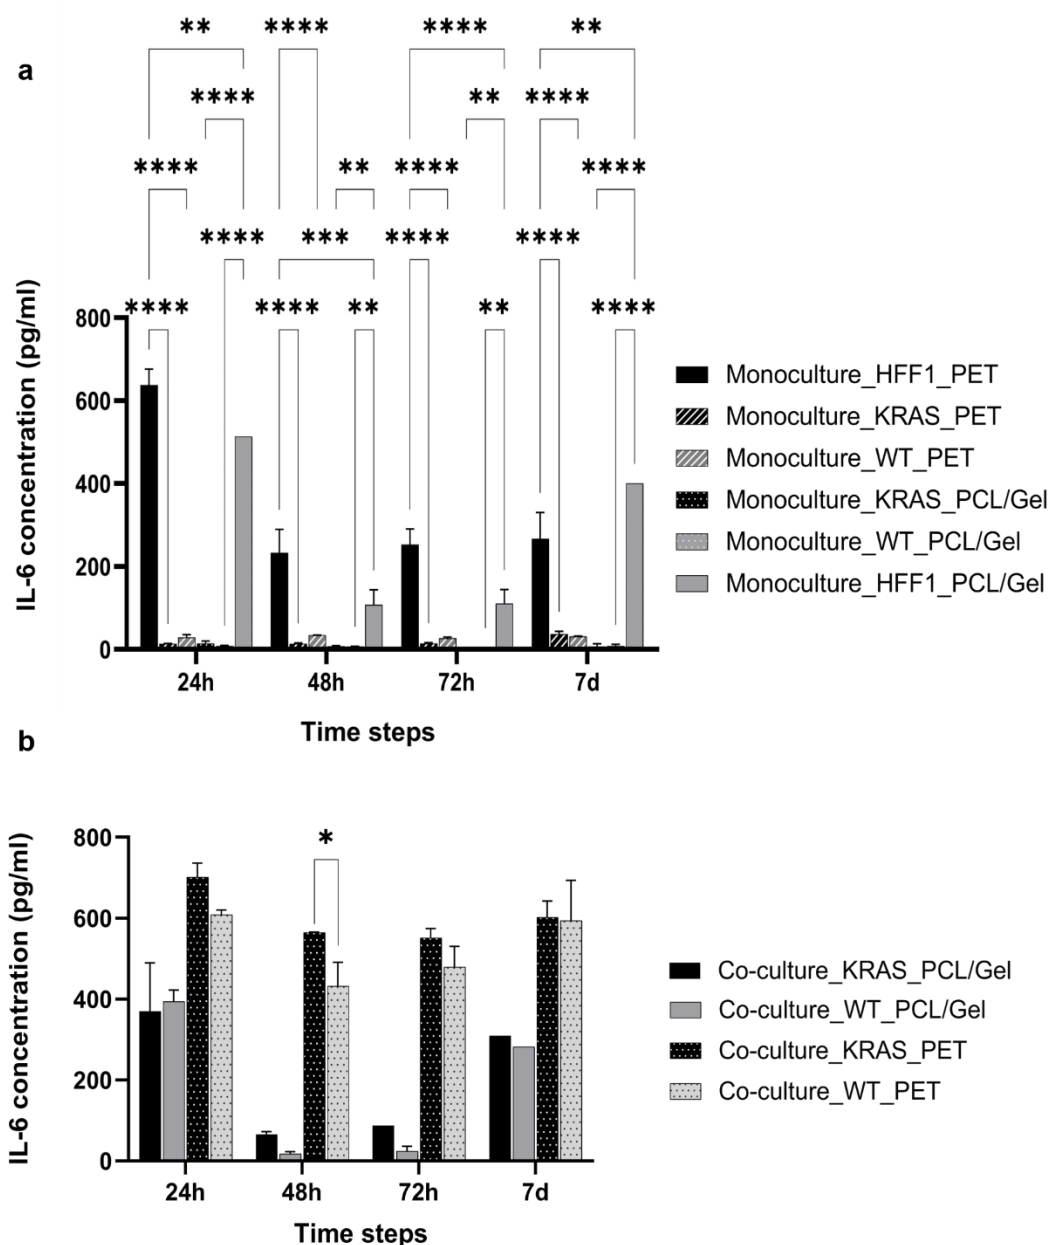 a
** **** **** **
**** ** ****
**** ** **** ****
**** *** **** ****
**** **** ** ** ****
IL-6 concentration (pg/ml)
800
600
400
200
0
24h 48h 72h 7d
Time steps
Monoculture_HFF1_PET
Monoculture_KRAS_PET
Monoculture_WT_PET
Monoculture_KRAS_PCL/Gel
Monoculture_WT_PCL/Gel
Monoculture_HFF1_PCL/Gel
b
*
IL-6 concentration (pg/ml)
800
600
400
200
0
24h 48h 72h 7d
Time steps
Co-culture_KRAS_PCL/Gel
Co-culture_WT_PCL/Gel
Co-culture_KRAS_PET
Co-culture_WT_PET